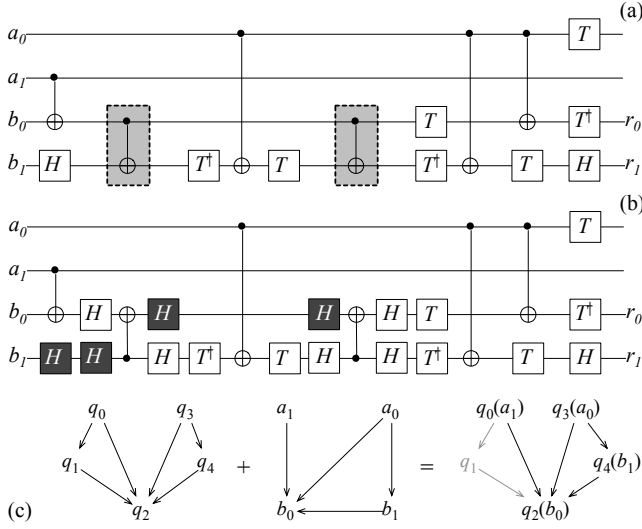 (a)
a₀ T
a₁
b₀ T T† r₀
b₁ H T† T T† T H r₁
(b)
a₀ T
a₁
b₀ H H H H T T† r₀
b₁ H H H T† T H H T† T H r₁
q₀ q₃ a₁ a₀ q₀(a₁) q₃(a₀)
q₁ q₄ + = q₁ q₄(b₁)
(c) q₂ b₀ b₁ q₂(b₀)